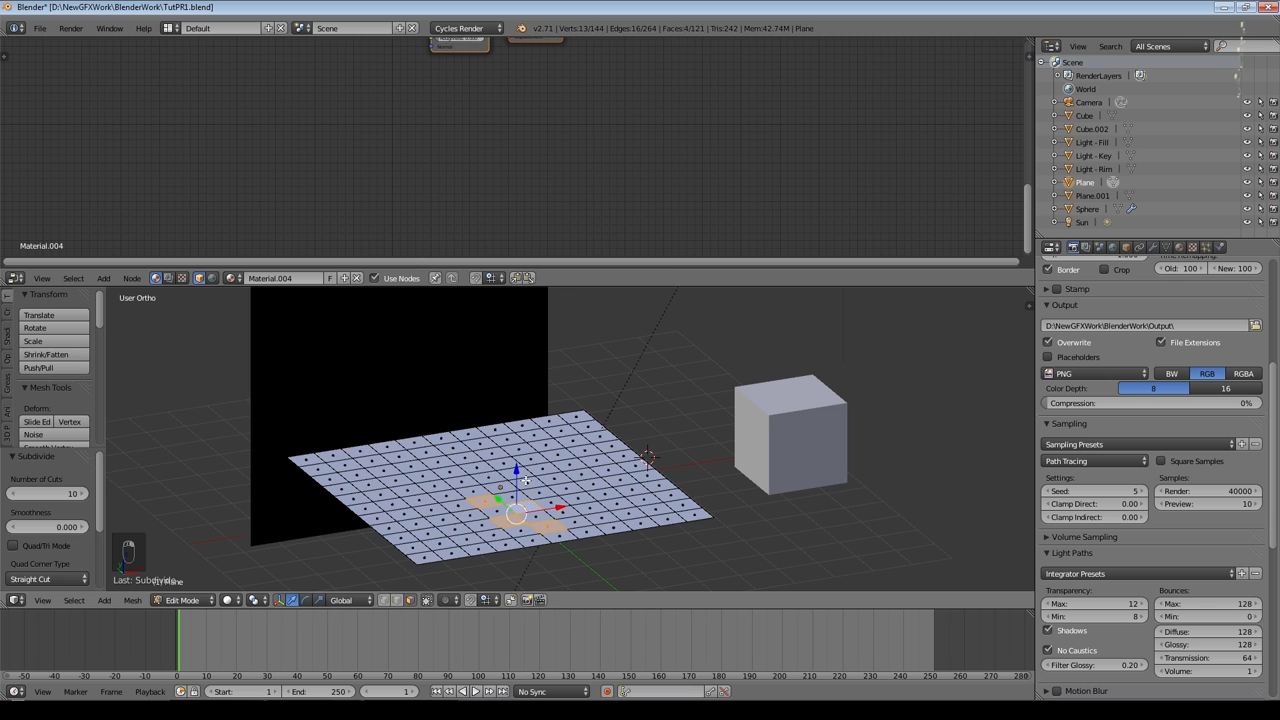 Blender* [D:\NewGFXWork\BlenderWork\TutPR1.blend]
File Render Window Help Default Scene Cycles Render v2.71 | Verts:13/144 | Edges:16/264 | Faces:4/121 | Tris:242 | Mem:42.74M | Plane
View Search All Scenes
Normal
Scene
RenderLayers |
World
Camera |
Cube |
Cube.002 |
Light - Fill |
Light - Key |
Light - Rim |
Plane |
Plane.001 |
Sphere |
Sun |
Material.004
View Select Add Node Material.004 F Use Nodes
Border Crop Old: 100 New: 100
Stamp
Output
D:\NewGFXWork\BlenderWork\Output\
Overwrite File Extensions
Placeholders
PNG BW RGB RGBA
Color Depth: 8 16
Compression: 0%
Sampling
Sampling Presets
Path Tracing Square Samples
Settings: Samples:
Seed: 5 Render: 40000
Clamp Direct: 0.00 Preview: 10
Clamp Indirect: 0.00
Volume Sampling
Light Paths
Integrator Presets
Transparency: Bounces:
Max: 12 Max: 128
Min: 8 Min: 0
Shadows Diffuse: 128
Glossy: 128
No Caustics Transmission: 64
Filter Glossy: 0.20 Volume: 1
Motion Blur
Transform
Translate
Rotate
Scale
Shrink/Fatten
Push/Pull
Mesh Tools
Deform:
Slide Ed Vertex
Noise
Subdivide
Number of Cuts
10
Smoothness:
0.000
Quad/Tri Mode
Quad Corner Type
Straight Cut
User Ortho
Last: Subdivide
Plane
View Select Add Mesh Edit Mode Global
-50 -40 -30 -20 -10 0 10 20 30 40 50 60 70 80 90 100 110 120 130 140 150 160 170 180 190 200 210 220 230 240 250 260 270 280
View Marker Frame Playback Start: 1 End: 250 1 No Sync